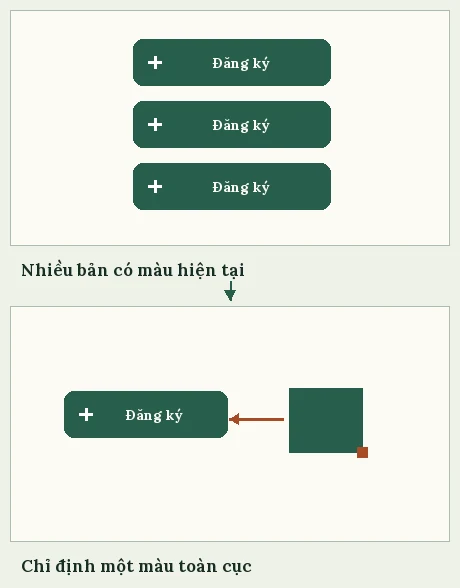 Đăng ký
Đăng ký
Đăng ký
Nhiều bản có màu hiện tại
Đăng ký
Chỉ định một màu toàn cục